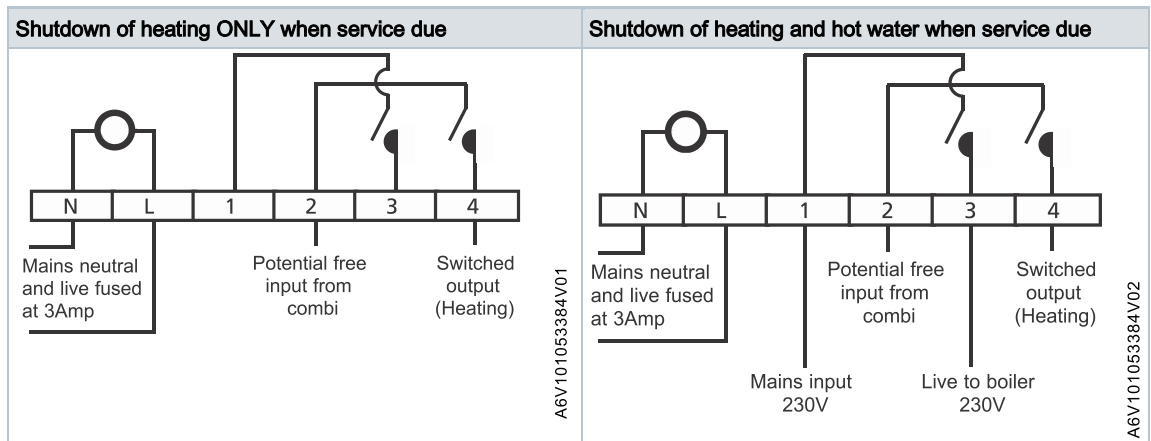 Shutdown of heating ONLY when service due
N L 1 2 3 4
Mains neutral
and live fused
at 3Amp
Potential free
input from
combi
Switched
output
(Heating)
A6V101053384V01
Shutdown of heating and hot water when service due
N L 1 2 3 4
Mains neutral
and live fused
at 3Amp
Potential free
input from
combi
Switched
output
(Heating)
Mains input
230V
Live to boiler
230V
A6V101053384V02